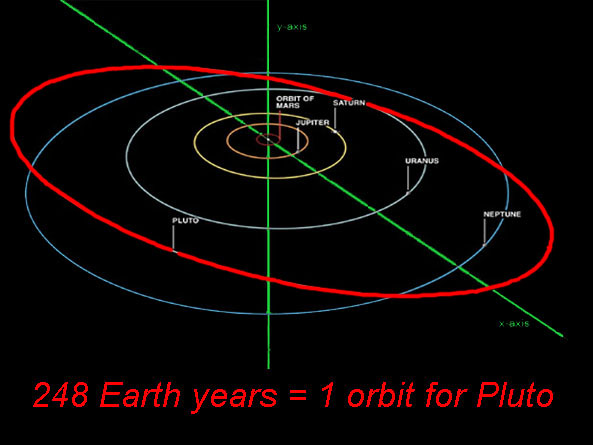 y-axis
ORBIT OF
MARS
SATURN
JUPITER
URANUS
PLUTO
NEPTUNE
x-axis
248 Earth years = 1 orbit for Pluto